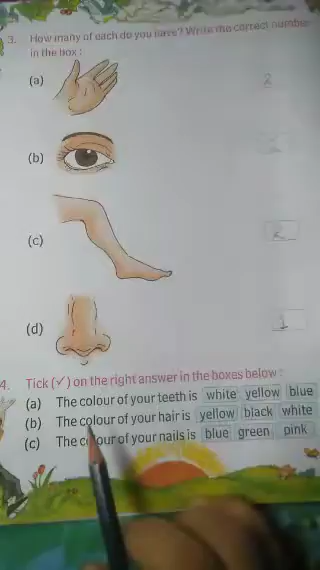 3. How many of each do you have? Write the correct number
in the box :
(a) 2
(b)
(c) 2
(d) 1
4. Tick (✓) on the right answer in the boxes below :
(a) The colour of your teeth is white yellow blue
(b) The colour of your hair is yellow black white
(c) The colour of your nails is blue green pink